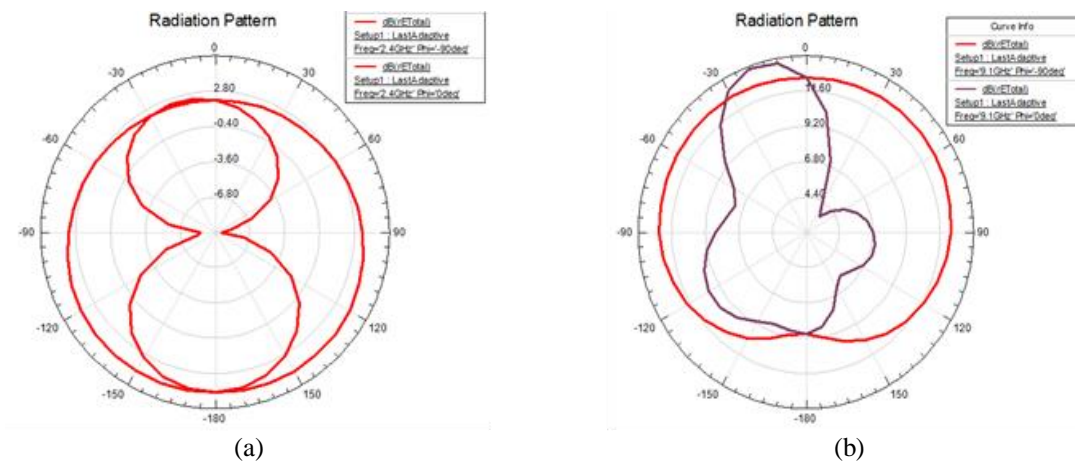 Radiation Pattern
dB(rETotal)
Setup1 : LastAdaptive
Freq='2.4GHz' Phi='-90deg'
dB(rETotal)
Setup1 : LastAdaptive
Freq='2.4GHz' Phi='0deg'
0
-30
30
2.80
-0.40
-60
60
-3.60
-6.80
-90
90
-120
120
-150
150
-180
(a)
Radiation Pattern
Curve Info
dB(rETotal)
Setup1 : LastAdaptive
Freq='9.1GHz' Phi='-90deg'
dB(rETotal)
Setup1 : LastAdaptive
Freq='9.1GHz' Phi='0deg'
0
-30
30
11.60
9.20
-60
60
6.80
4.40
-90
90
-120
120
-150
150
-180
(b)